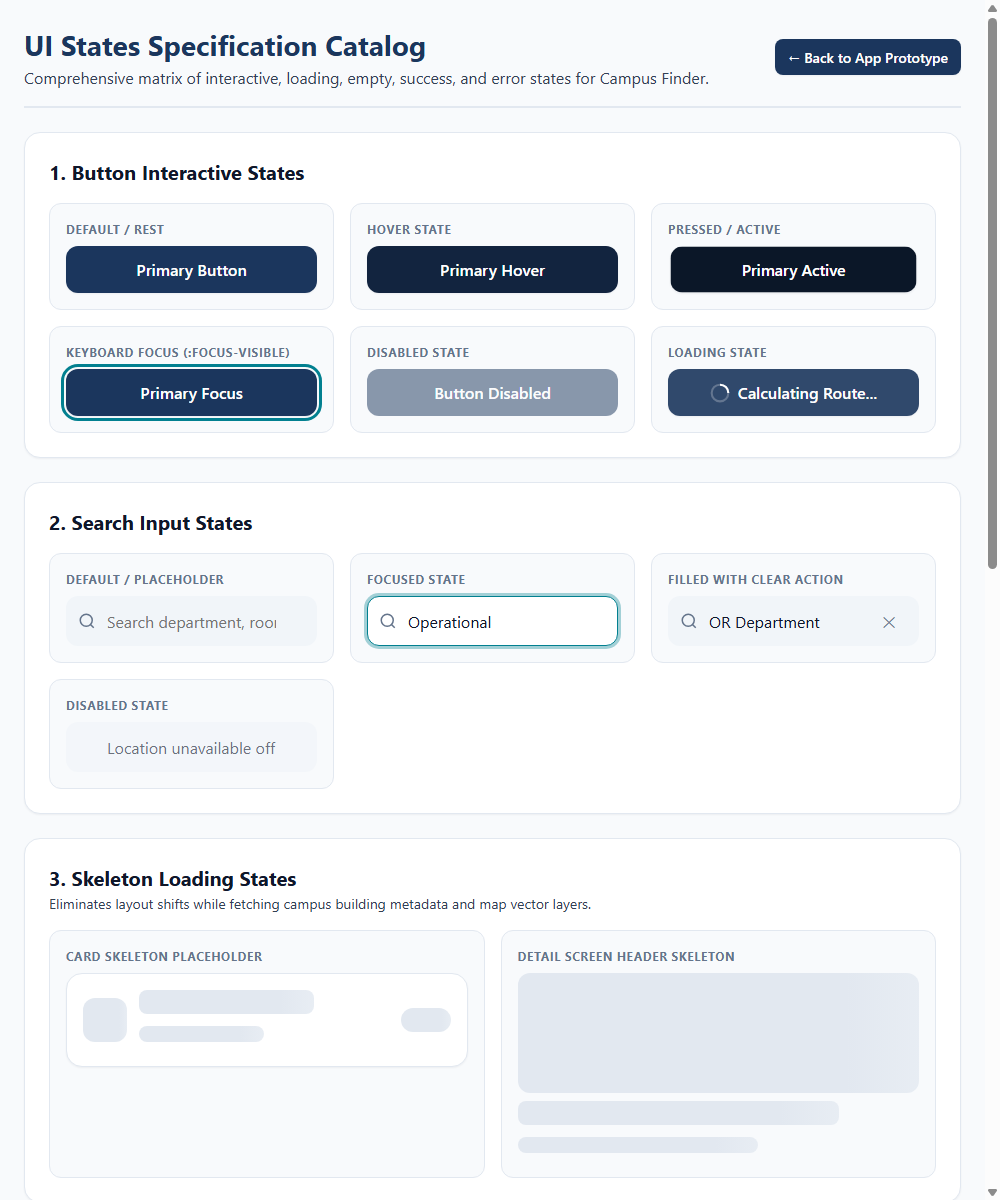 UI States Specification Catalog
Comprehensive matrix of interactive, loading, empty, success, and error states for Campus Finder.
← Back to App Prototype
1. Button Interactive States
DEFAULT / REST
Primary Button
HOVER STATE
Primary Hover
PRESSED / ACTIVE
Primary Active
KEYBOARD FOCUS (:FOCUS-VISIBLE)
Primary Focus
DISABLED STATE
Button Disabled
LOADING STATE
Calculating Route...
2. Search Input States
DEFAULT / PLACEHOLDER
Search department, roo
FOCUSED STATE
Operational
FILLED WITH CLEAR ACTION
OR Department
DISABLED STATE
Location unavailable off
3. Skeleton Loading States
Eliminates layout shifts while fetching campus building metadata and map vector layers.
CARD SKELETON PLACEHOLDER
DETAIL SCREEN HEADER SKELETON